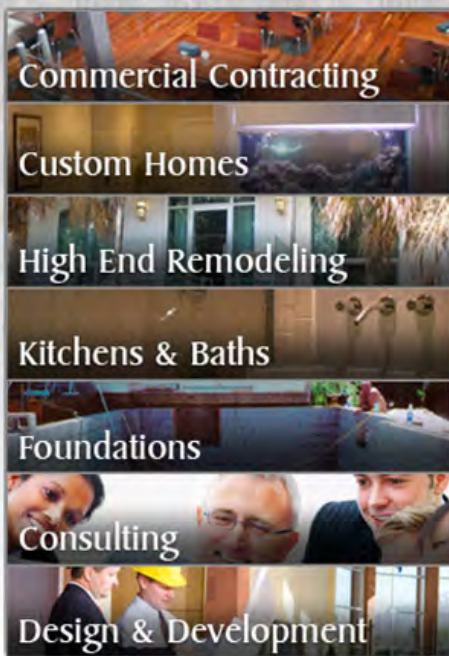 Commercial Contracting
Custom Homes
High End Remodeling
Kitchens & Baths
Foundations
Consulting
Design & Development